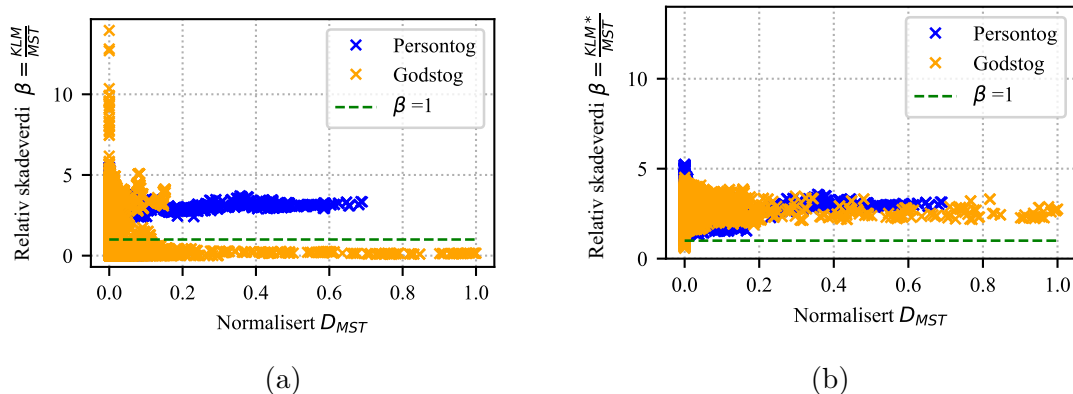 Relativ skadeverdi β = KLM/MST
10
5
0
0.0 0.2 0.4 0.6 0.8 1.0
Normalisert D_MST
Persontog
Godstog
β =1
(a)
Relativ skadeverdi β = KLM*/MST
10
5
0
0.0 0.2 0.4 0.6 0.8 1.0
Normalisert D_MST
Persontog
Godstog
β =1
(b)